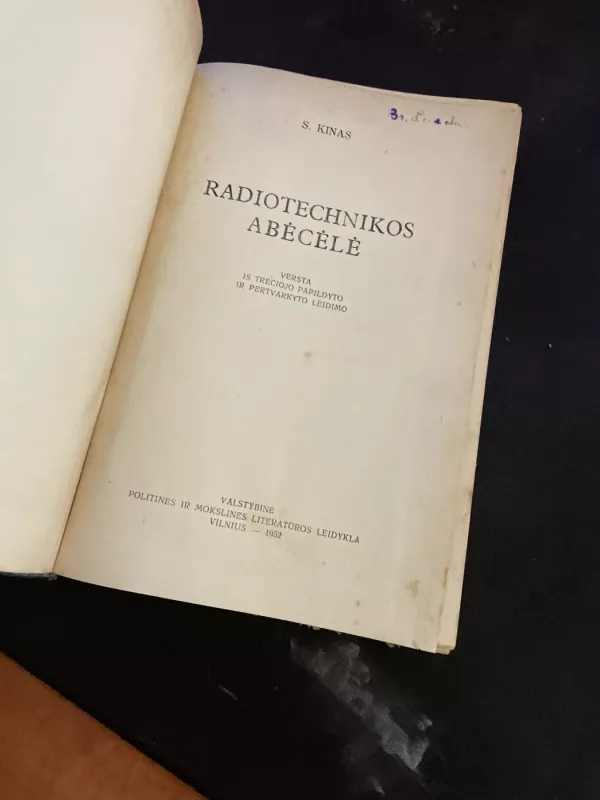 S. KINAS
RADIOTECHNIKOS
ABĖCĖLĖ
VERSTA
IŠ TREČIOJO PAPILDYTO
IR PERTVARKYTO LEIDIMO
VALSTYBINĖ
POLITINĖS IR MOKSLINĖS LITERATŪROS LEIDYKLA
VILNIUS — 1952